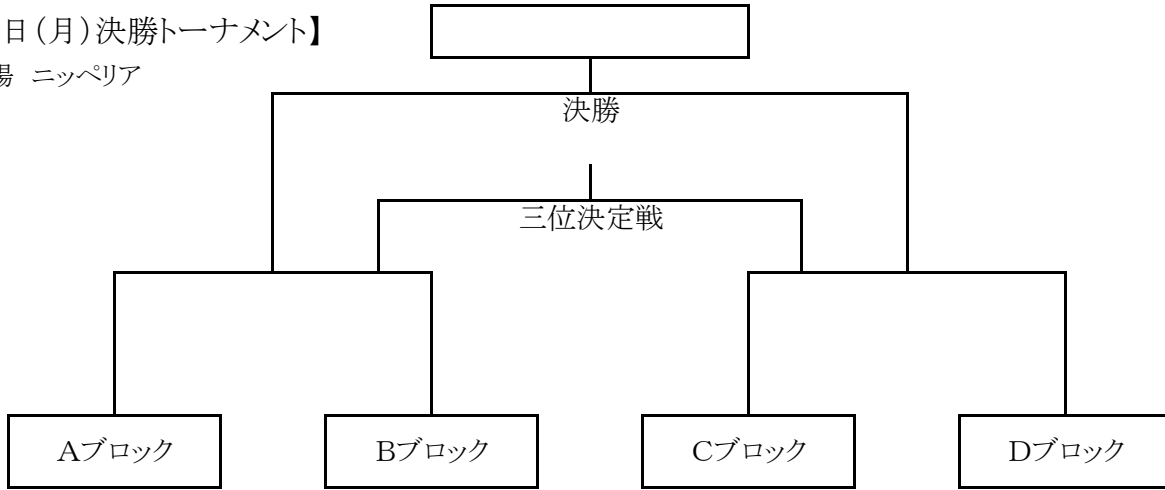 日(月)決勝トーナメント】
場 ニッペリア
決勝
三位決定戦
Aブロック
Bブロック
Cブロック
Dブロック